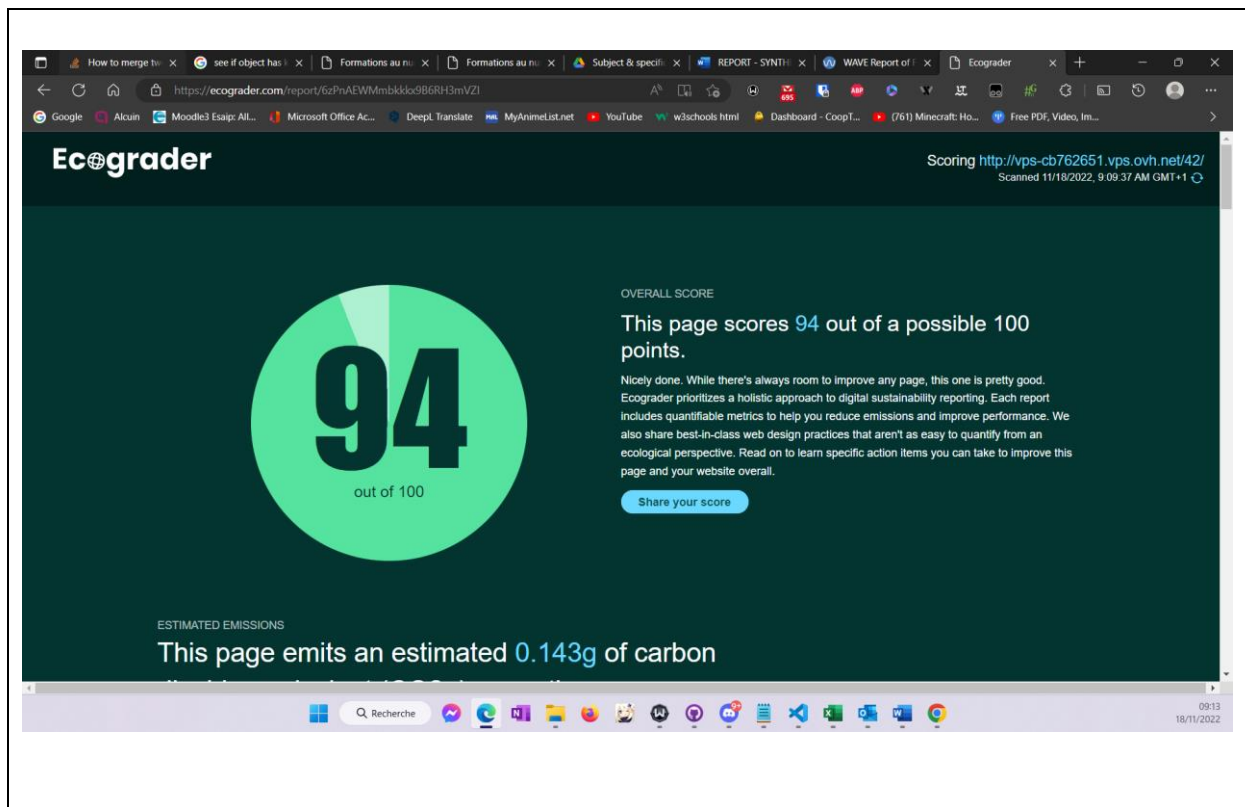 How to merge tw
see if object has
Formations au nu
Formations au nu
Subject & specifi
REPORT - SYNTH
WAVE Report of
Ecograder
https://ecograder.com/report/6zPnAEWMmbkkkx9B6RH3mVZI
695
ABP
Google
Alcuin
Moodle3 Esaip: All...
Microsoft Office Ac...
DeepL Translate
MyAnimeList.net
YouTube
w3schools html
Dashboard - CoopT...
(761) Minecraft: Ho...
Free PDF, Video, Im...
Ecograder
Scoring http://vps-cb762651.vps.ovh.net/42/
Scanned 11/18/2022, 9:09:37 AM GMT+1
94
out of 100
OVERALL SCORE
This page scores 94 out of a possible 100
points.
Nicely done. While there's always room to improve any page, this one is pretty good.
Ecograder prioritizes a holistic approach to digital sustainability reporting. Each report
includes quantifiable metrics to help you reduce emissions and improve performance. We
also share best-in-class web design practices that aren't as easy to quantify from an
ecological perspective. Read on to learn specific action items you can take to improve this
page and your website overall.
Share your score
ESTIMATED EMISSIONS
This page emits an estimated 0.143g of carbon
Recherche
09:13
18/11/2022